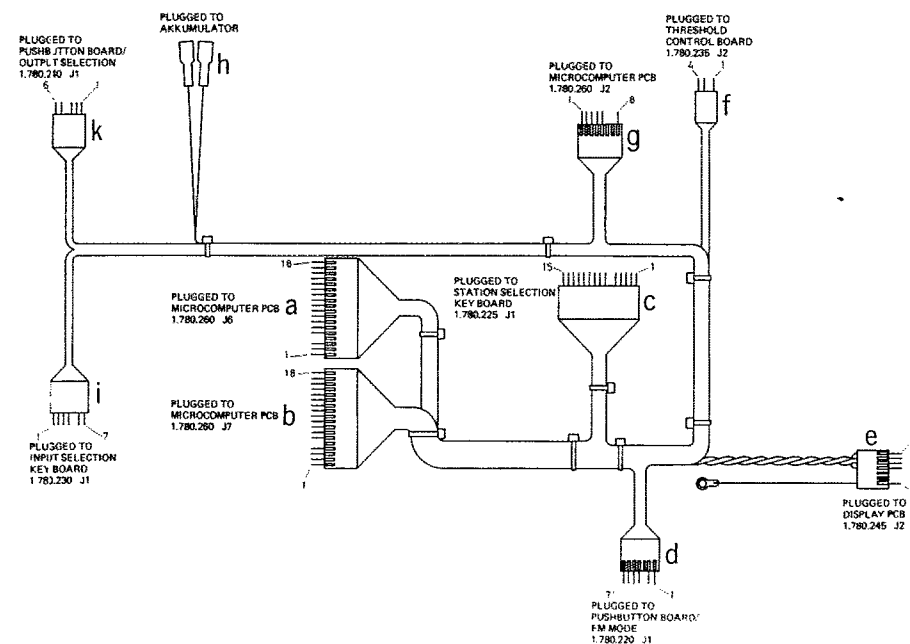 PLUGGED TO
PUSHBUTTON BOARD/
OUTPUT SELECTION
1.780.210 J1
6 1
k
PLUGGED TO
AKKUMULATOR
h
PLUGGED TO
MICROCOMPUTER PCB
1.780.260 J2
1 8
g
PLUGGED TO
THRESHOLD
CONTROL BOARD
1.780.235 J2
4 1
f
PLUGGED TO
MICROCOMPUTER PCB
1.780.260 J6
18
a
1
PLUGGED TO
STATION SELECTION
KEY BOARD
1.780.225 J1
15 1
c
PLUGGED TO
MICROCOMPUTER PCB
1.780.260 J7
18
b
1
i
1 7
PLUGGED TO
INPUT SELECTION
KEY BOARD
1.780.230 J1
e
PLUGGED TO
DISPLAY PCB
1.780.245 J2
d
7 1
PLUGGED TO
PUSHBUTTON BOARD/
FM MODE
1.780.220 J1